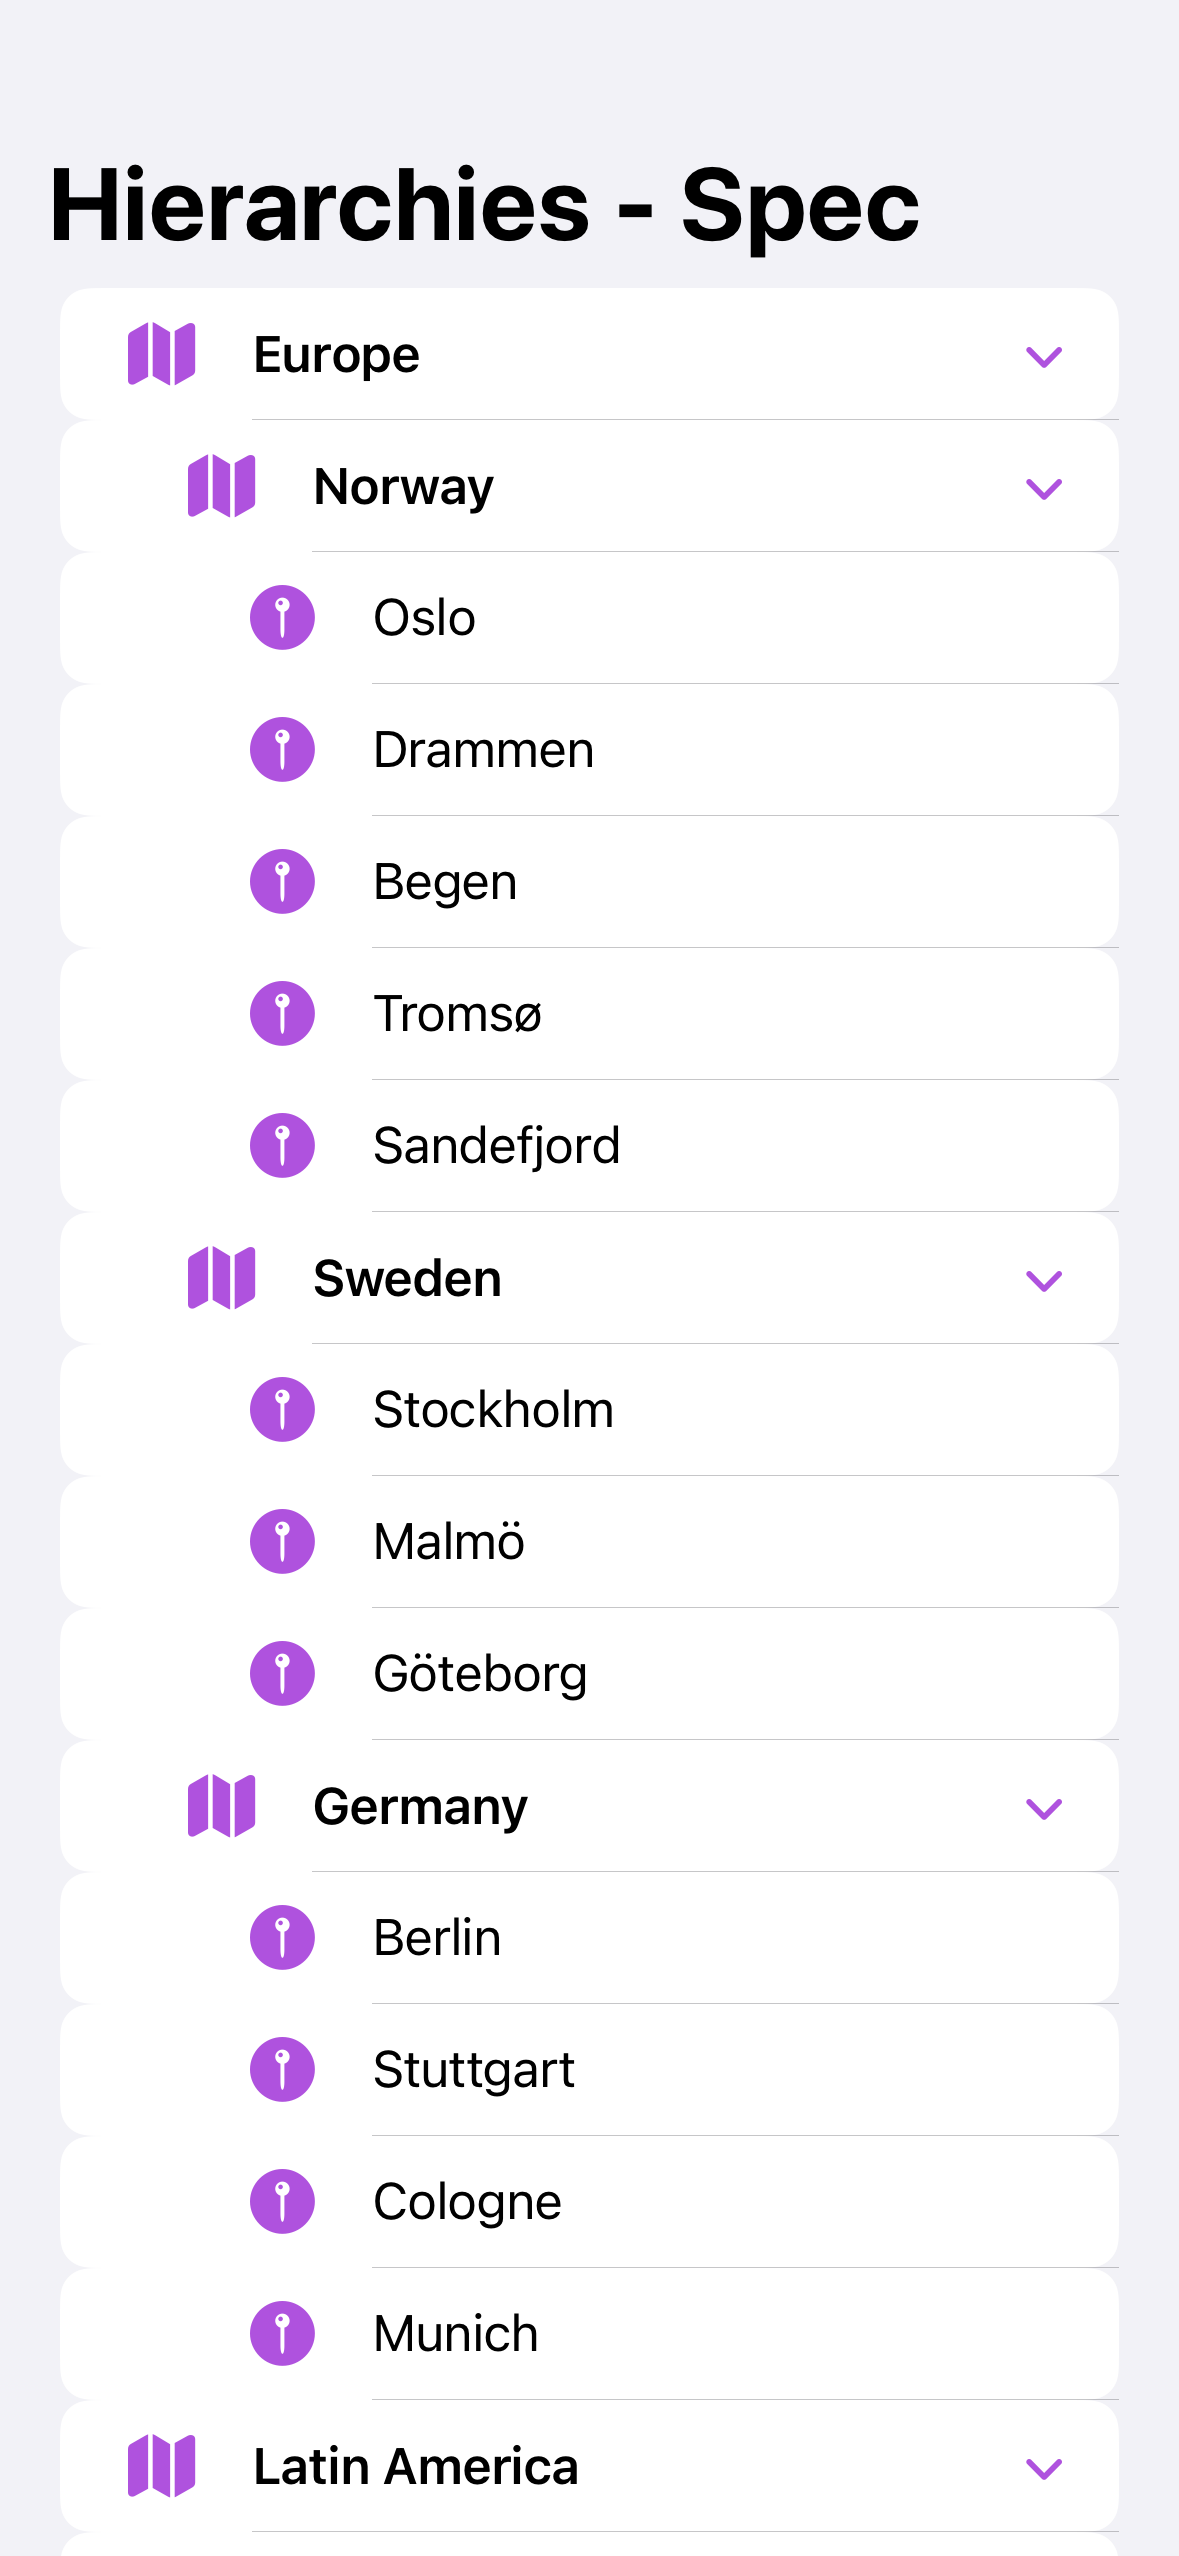 Hierarchies - Spec
Europe
Norway
Oslo
Drammen
Begen
Tromsø
Sandefjord
Sweden
Stockholm
Malmö
Göteborg
Germany
Berlin
Stuttgart
Cologne
Munich
Latin America